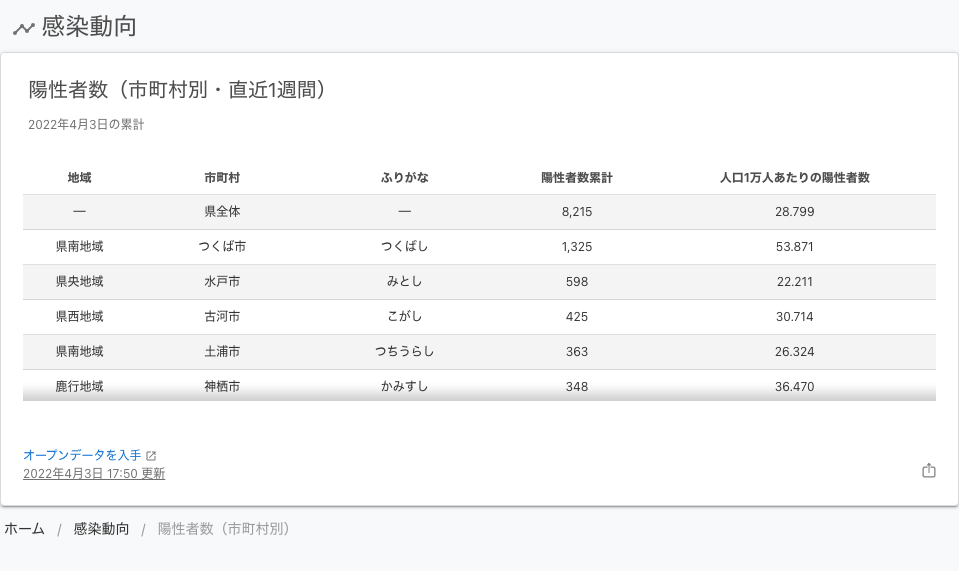 感染動向
陽性者数（市町村別・直近1週間）
2022年4月3日の累計
地域 市町村 ふりがな 陽性者数累計 人口1万人あたりの陽性者数
— 県全体 — 8,215 28.799
県南地域 つくば市 つくばし 1,325 53.871
県央地域 水戸市 みとし 598 22.211
県西地域 古河市 こがし 425 30.714
県南地域 土浦市 つちうらし 363 26.324
鹿行地域 神栖市 かみすし 348 36.470
オープンデータを入手
2022年4月3日 17:50 更新
ホーム / 感染動向 / 陽性者数（市町村別）